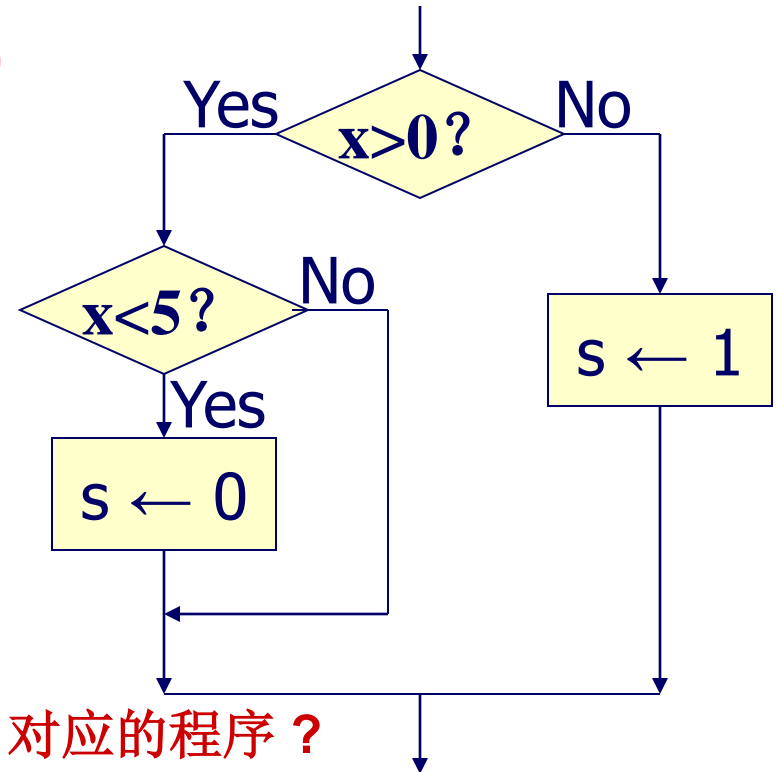 Yes
No
x>0?
No
x<5?
s ← 1
Yes
s ← 0
对应的程序？